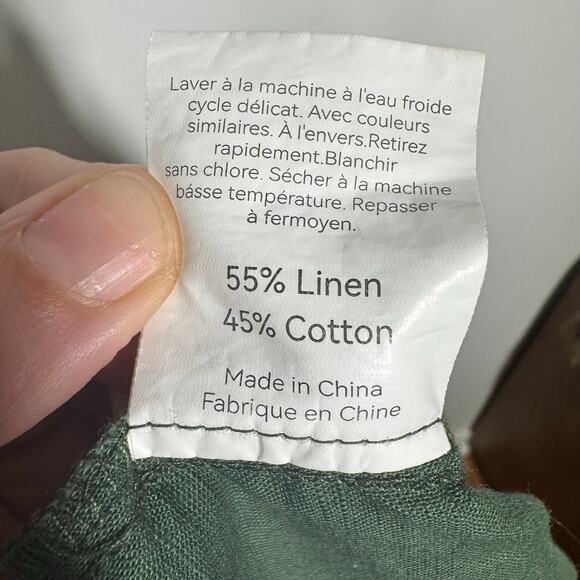 Laver à la machine à l'eau froide
cycle délicat. Avec couleurs
similaires. À l'envers.Retirez
rapidement.Blanchir
sans chlore. Sécher à la machine
básse température. Repasser
à fermoyen.
55% Linen
45% Cotton
Made in China
Fabrique en Chine